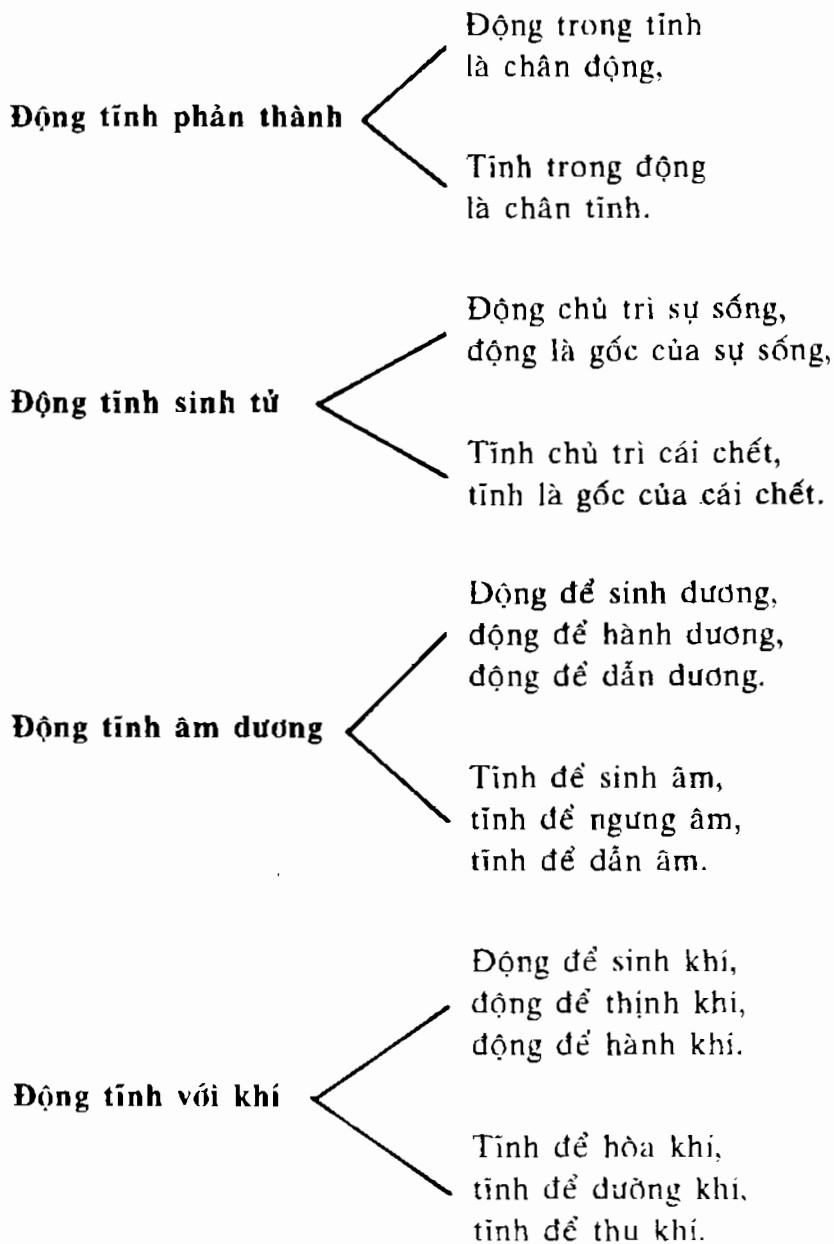 Động trong tĩnh
là chân động,
Động tĩnh phản thành
Tĩnh trong động
là chân tĩnh.
Động chủ trì sự sống,
động là gốc của sự sống,
Động tĩnh sinh tử
Tĩnh chủ trì cái chết,
tĩnh là gốc của cái chết.
Động để sinh dương,
động để hành dương,
động để dẫn dương.
Động tĩnh âm dương
Tĩnh để sinh âm,
tĩnh để ngưng âm,
tĩnh để dẫn âm.
Động để sinh khí,
động để thịnh khí,
động để hành khí.
Động tĩnh với khí
Tĩnh để hòa khí,
tĩnh để dưỡng khí,
tĩnh để thu khí.